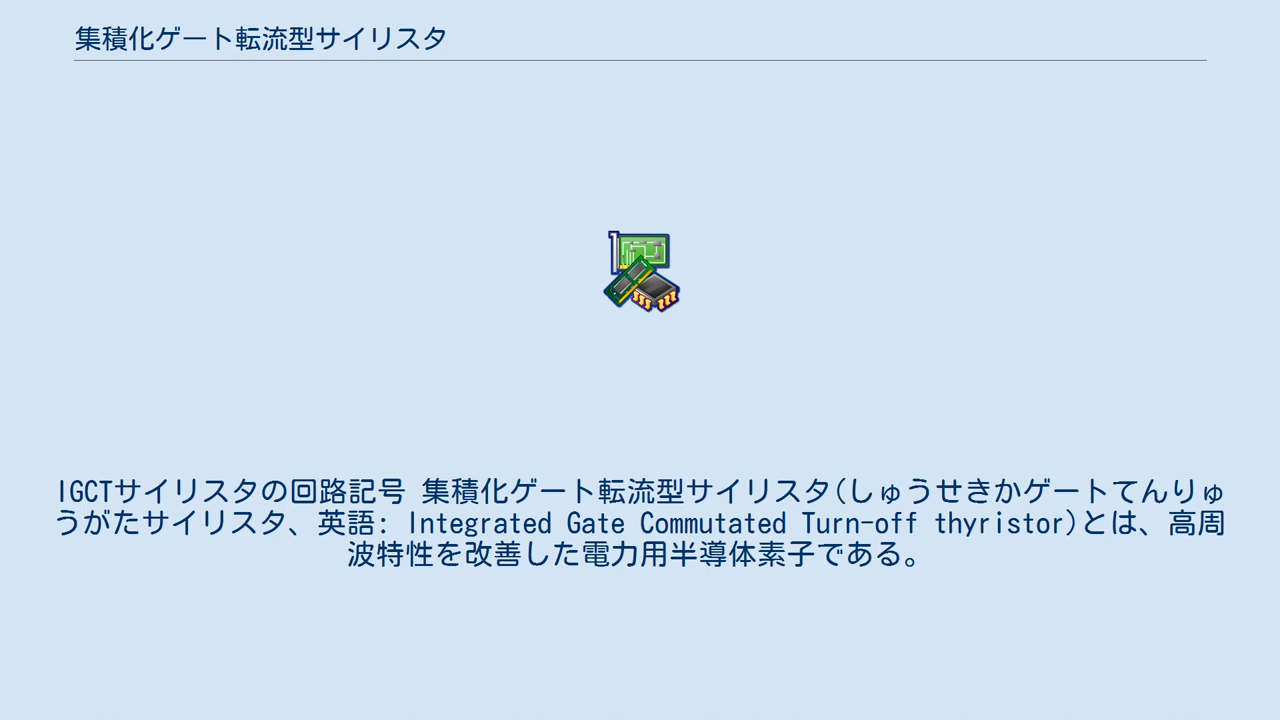 集積化ゲート転流型サイリスタ
IGCTサイリスタの回路記号 集積化ゲート転流型サイリスタ(しゅうせきかゲートてんりゅ
うがたサイリスタ、英語: Integrated Gate Commutated Turn-off thyristor)とは、高周
波特性を改善した電力用半導体素子である。